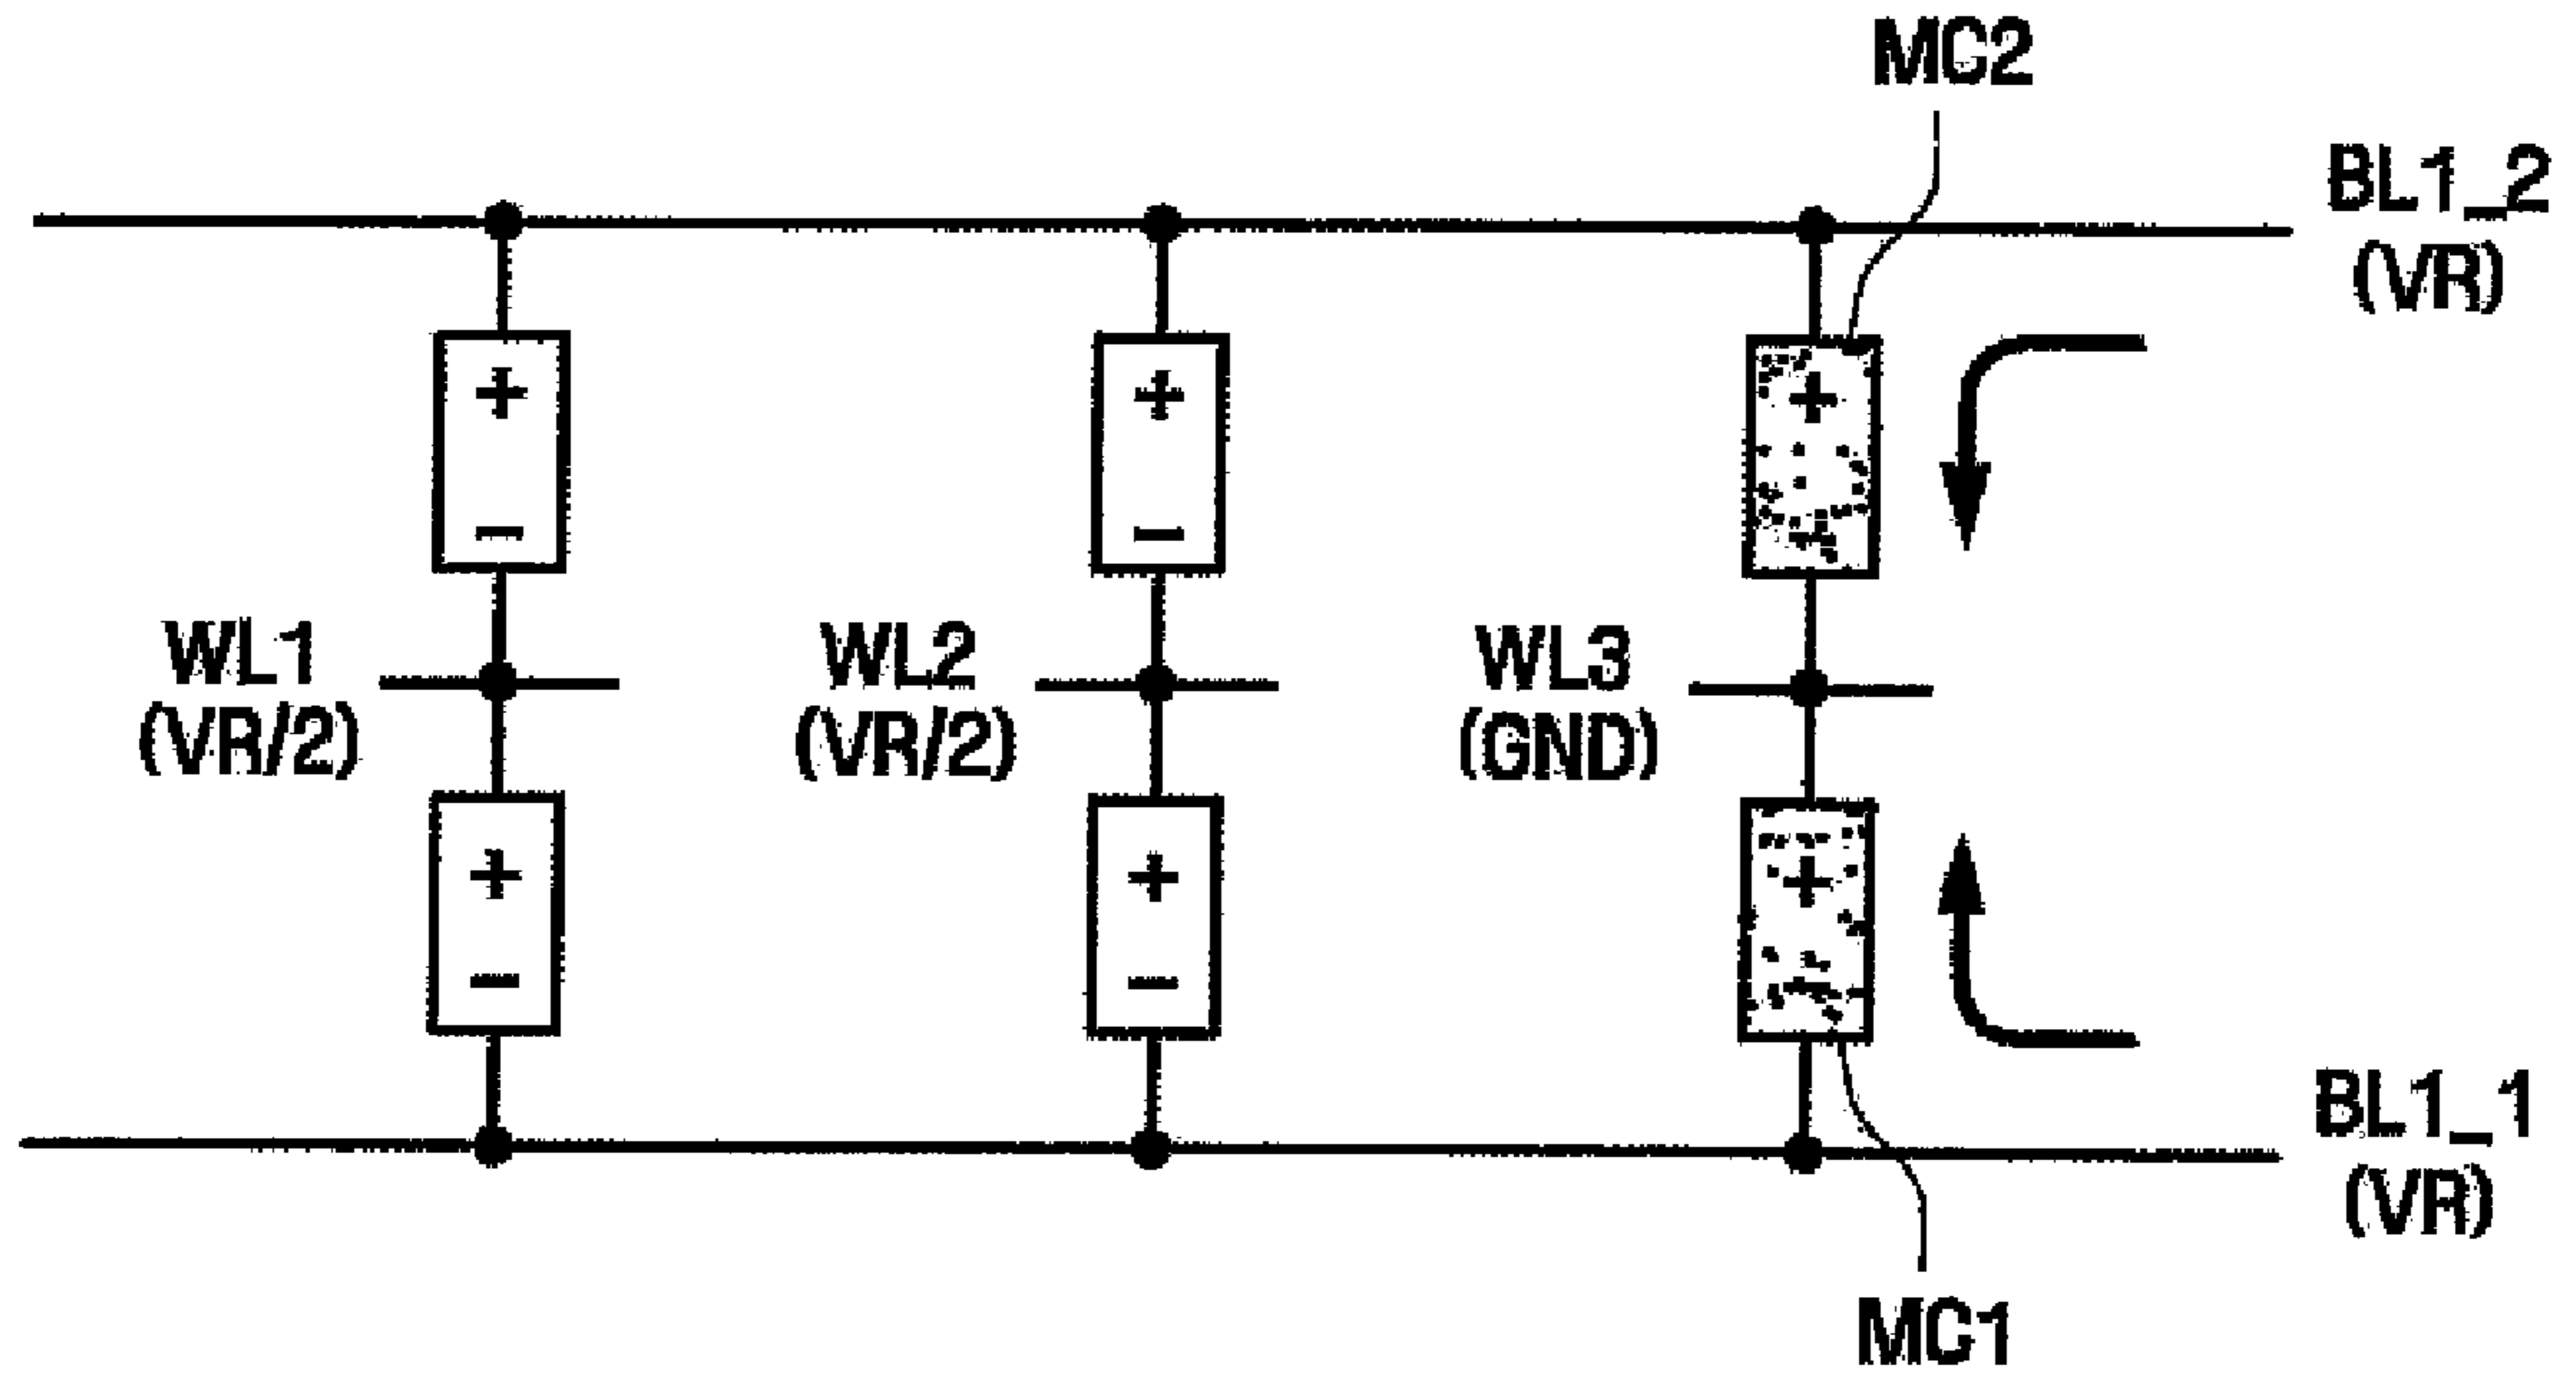 MC2
BL1_2
(VR)
+
+
+
−
−
−
WL1
(VR/2)
WL2
(VR/2)
WL3
(GND)
+
+
+
−
−
−
BL1_1
(VR)
MC1